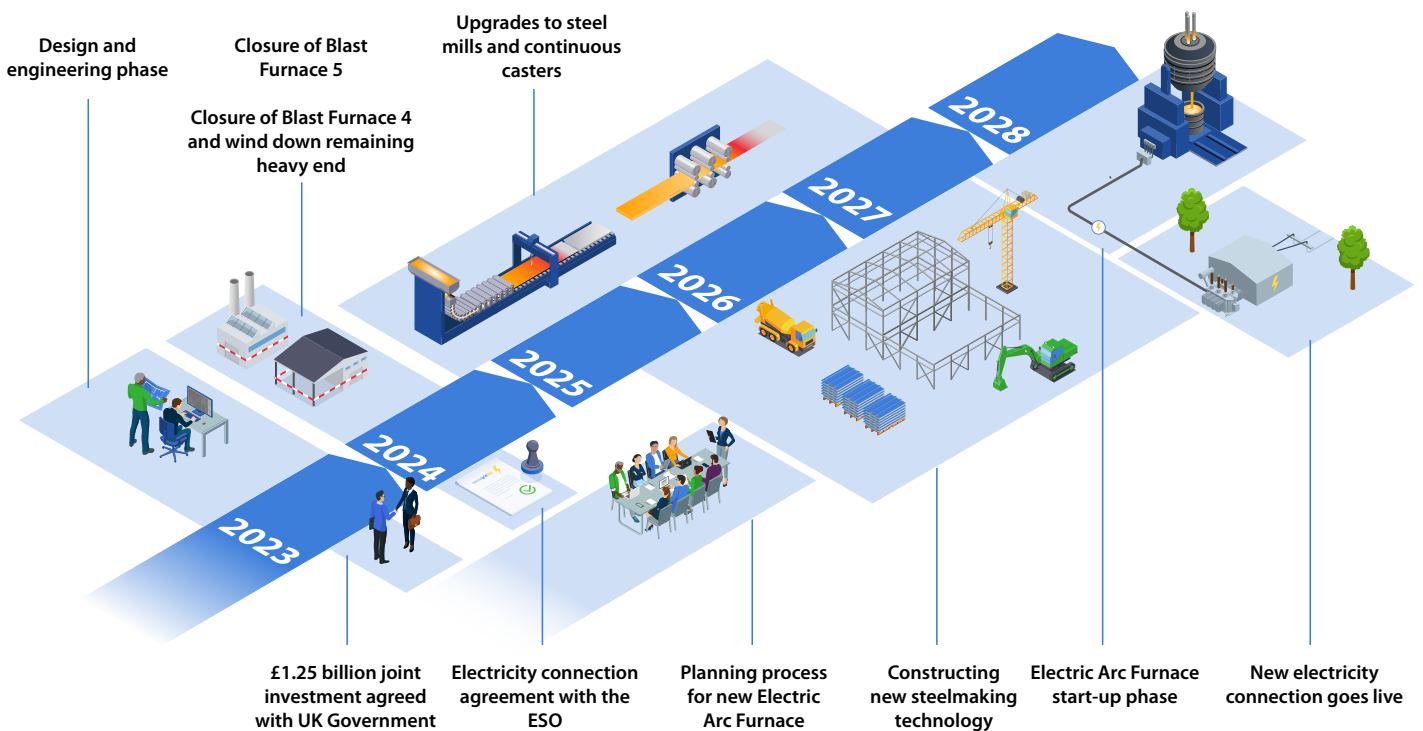 Design and
engineering phase
Closure of Blast
Furnace 5
Closure of Blast Furnace 4
and wind down remaining
heavy end
Upgrades to steel
mills and continuous
casters
2023
2024
2025
2026
2027
2028
£1.25 billion joint
investment agreed
with UK Government
Electricity connection
agreement with the
ESO
Planning process
for new Electric
Arc Furnace
Constructing
new steelmaking
technology
Electric Arc Furnace
start-up phase
New electricity
connection goes live